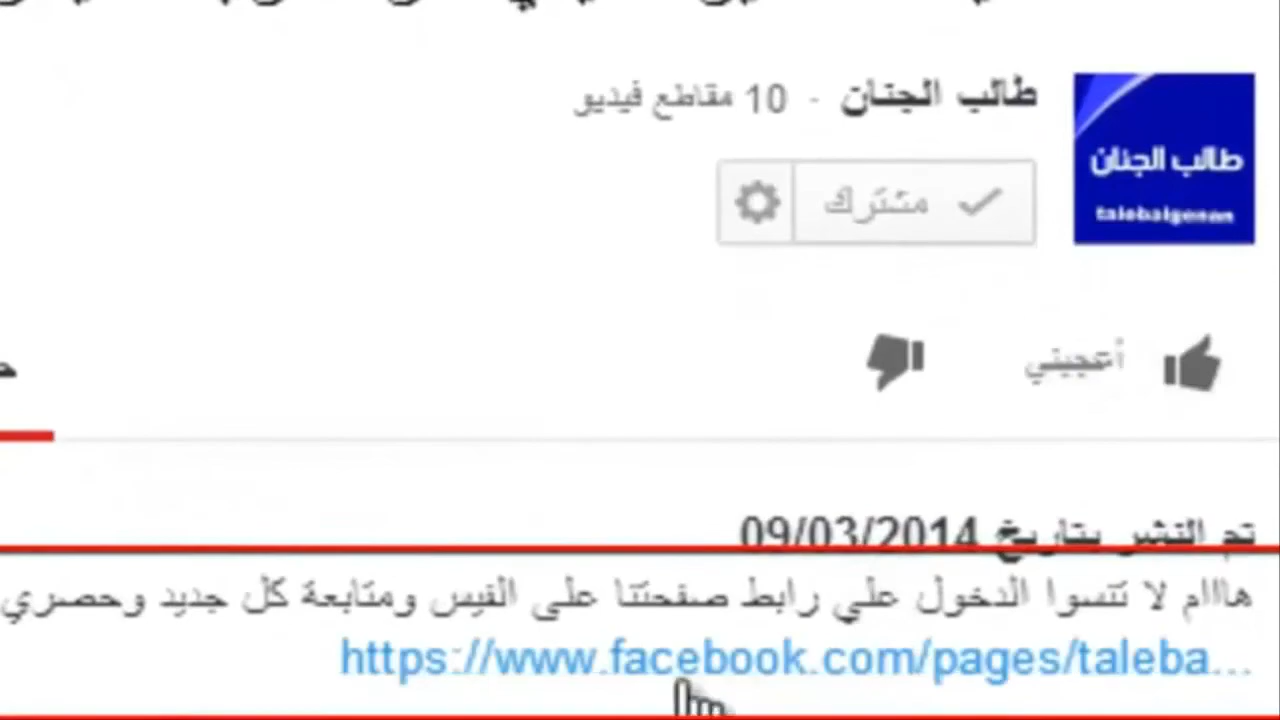 طالب الجنان - 10 مقاطع فيديو
طالب الجنان
talebalgenan
مشترك
أعجبني
تم النشر بتاريخ 09/03/2014
هاااام لا تنسوا الدخول علي رابط صفحتنا على الفيس ومتابعة كل جديد وحصري
https://www.facebook.com/pages/taleba...